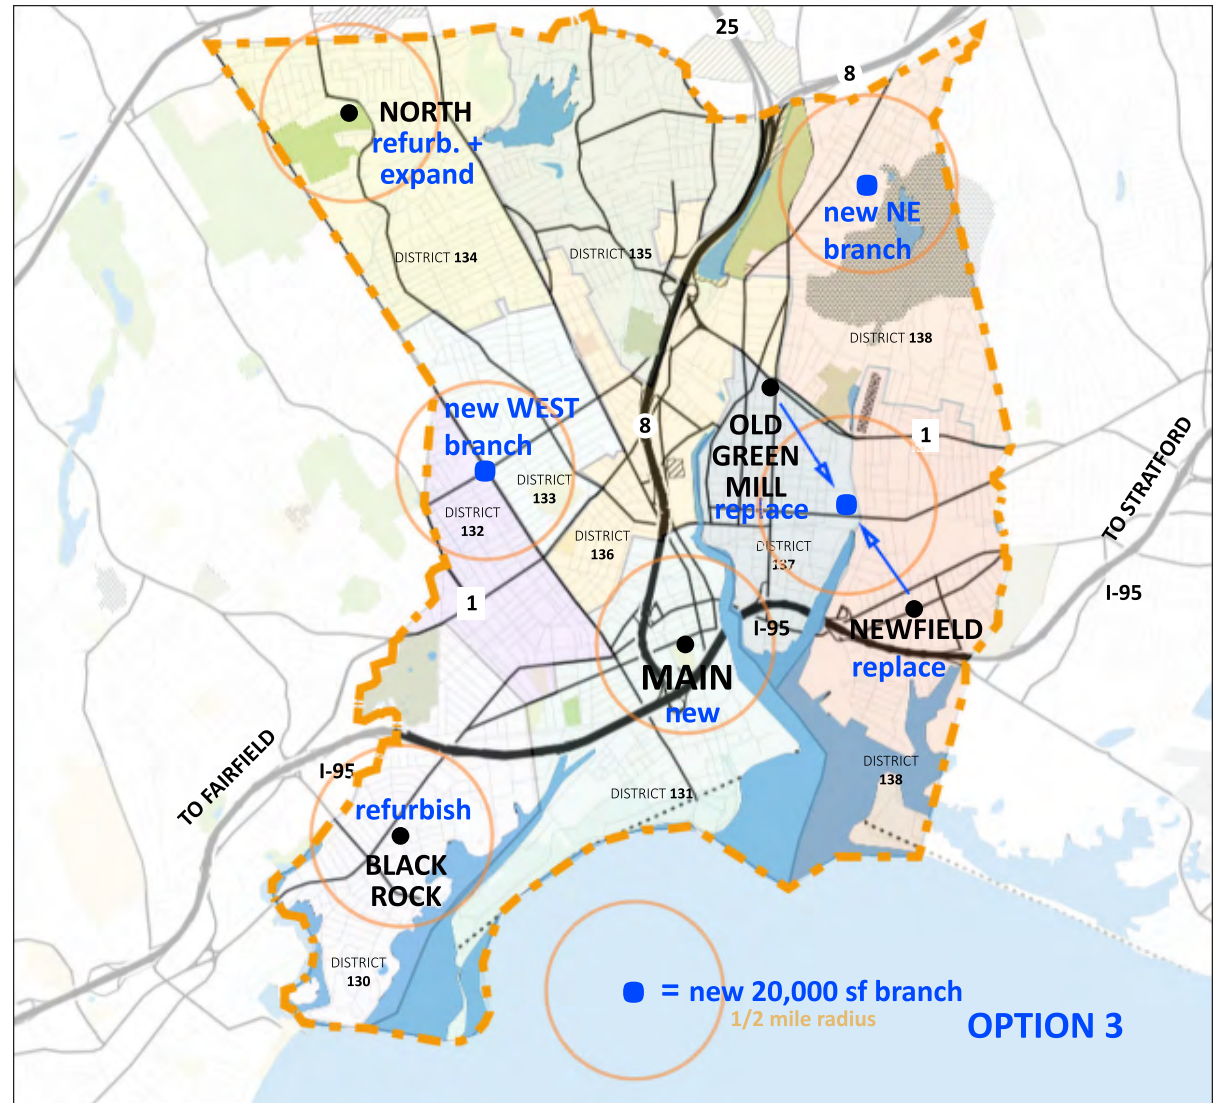 25
8
NORTH
refurb. +
expand
new NE
branch
DISTRICT 134
DISTRICT 135
DISTRICT 138
new WEST
branch
8
1
OLD
GREEN
MILL
replace
DISTRICT
133
DISTRICT
132
DISTRICT
136
DISTRICT
137
TO STRATFORD
I-95
1
I-95
NEWFIELD
replace
MAIN
new
TO FAIRFIELD
I-95
DISTRICT 131
DISTRICT
138
refurbish
BLACK
ROCK
DISTRICT
130
= new 20,000 sf branch
1/2 mile radius
OPTION 3